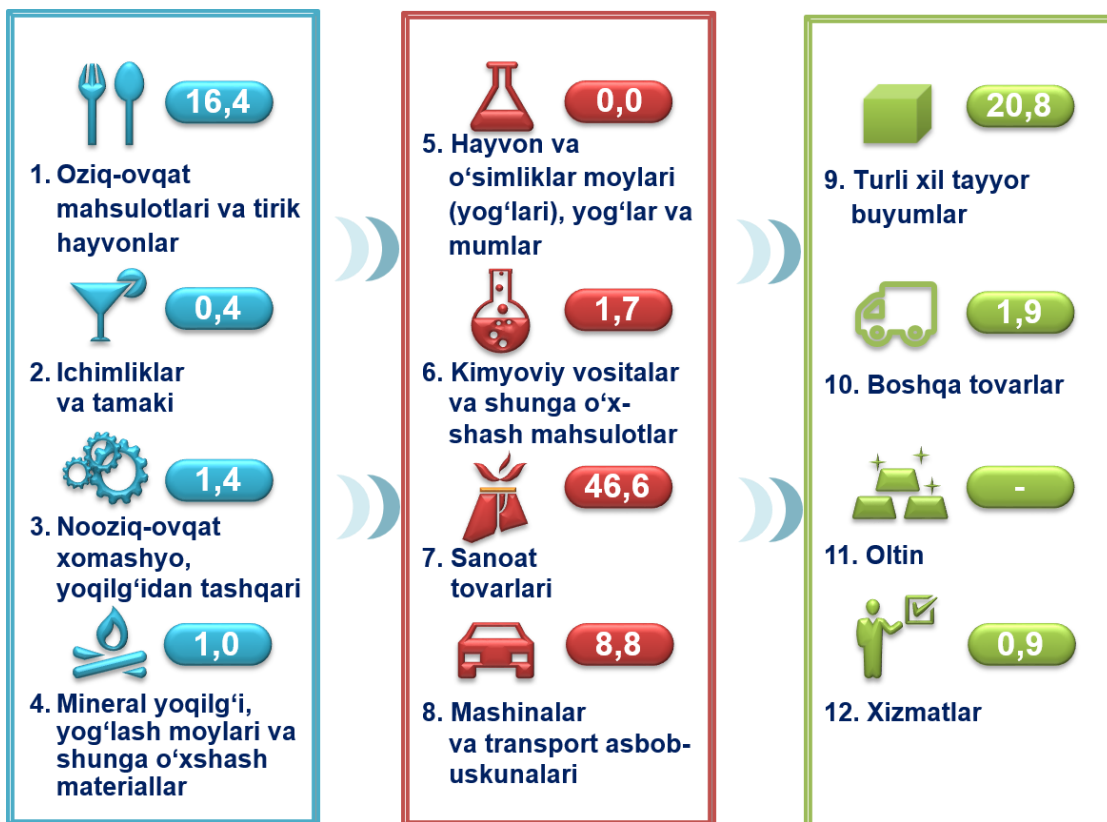 16,4
1. Oziq-ovqat
mahsulotlari va tirik
hayvonlar
0,4
2. Ichimliklar
va tamaki
1,4
3. Nooziq-ovqat
xomashyo,
yoqilg‘idan tashqari
1,0
4. Mineral yoqilg‘i,
yog‘lash moylari va
shunga o‘xshash
materiallar
0,0
5. Hayvon va
o‘simliklar moylari
(yog‘lari), yog‘lar va
mumlar
1,7
6. Kimyoviy vositalar
va shunga o‘x-
shash mahsulotlar
46,6
7. Sanoat
tovarlari
8,8
8. Mashinalar
va transport asbob-
uskunalari
20,8
9. Turli xil tayyor
buyumlar
1,9
10. Boshqa tovarlar
-
11. Oltin
0,9
12. Xizmatlar